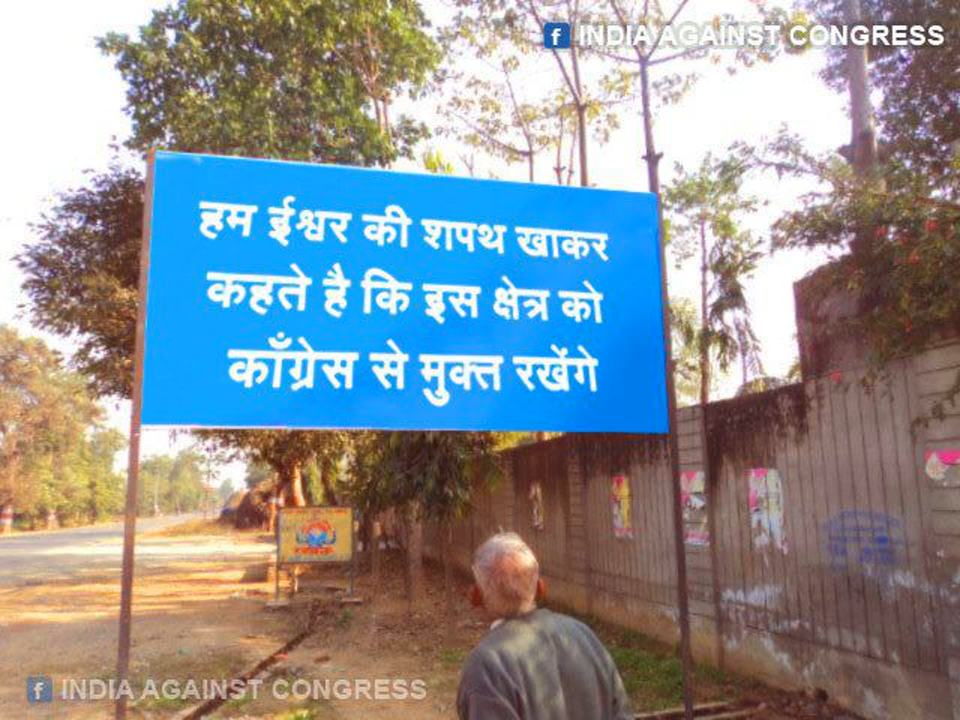 INDIA AGAINST CONGRESS
हम ईश्वर की शपथ खाकर
कहते है कि इस क्षेत्र को
काँग्रेस से मुक्त रखेंगे
INDIA AGAINST CONGRESS